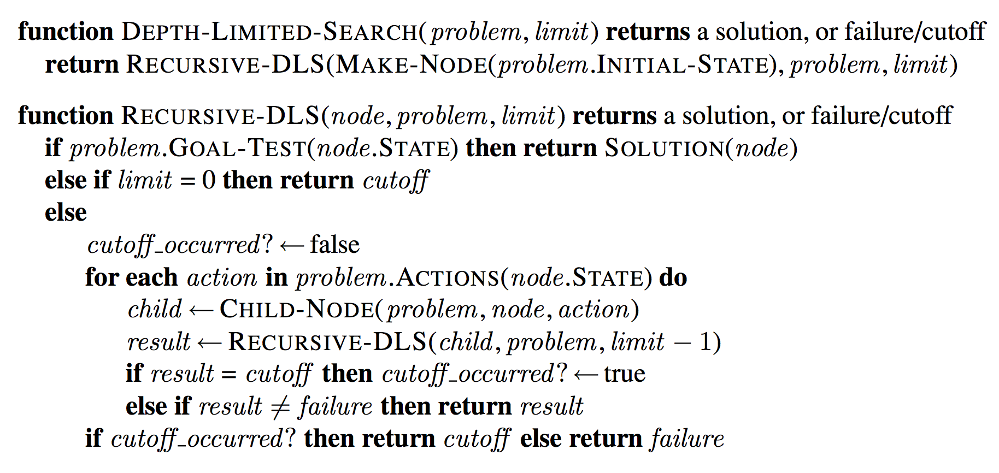 function DEPTH-LIMITED-SEARCH(problem, limit) returns a solution, or failure/cutoff
return RECURSIVE-DLS(MAKE-NODE(problem.INITIAL-STATE), problem, limit)
function RECURSIVE-DLS(node, problem, limit) returns a solution, or failure/cutoff
if problem.GOAL-TEST(node.STATE) then return SOLUTION(node)
else if limit = 0 then return cutoff
else
cutoff_occurred? ← false
for each action in problem.ACTIONS(node.STATE) do
child ← CHILD-NODE(problem, node, action)
result ← RECURSIVE-DLS(child, problem, limit − 1)
if result = cutoff then cutoff_occurred? ← true
else if result ≠ failure then return result
if cutoff_occurred? then return cutoff else return failure